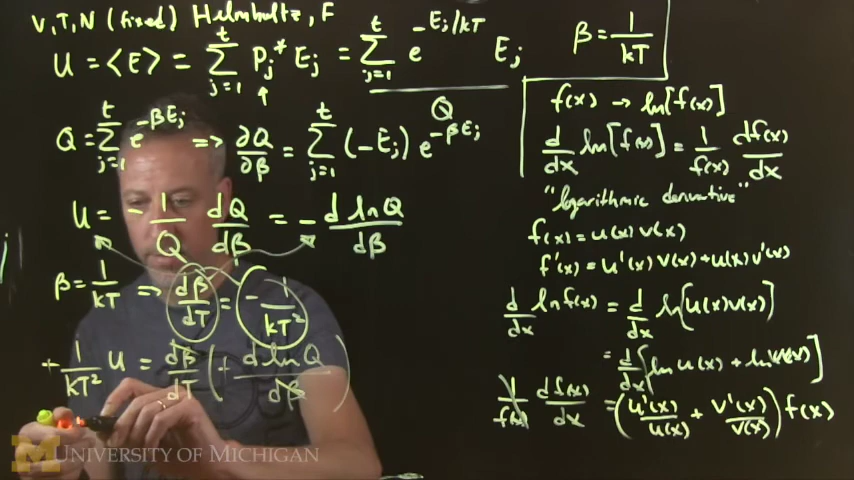 V,T,N (fixed) Helmholtz, F
U = <E> = Σ_{j=1}^{t} P_j* E_j = Σ_{j=1}^{t} e^{-E_j/kT} E_j / Q
Q = Σ_{j=1}^{t} e^{-βE_j} => ∂Q/∂β = Σ_{j=1}^{t} (-E_j) e^{-βE_j}
U = - 1/Q dQ/dβ = - d ln Q/dβ
β = 1/kT => dβ/dT = - 1/kT²
+ 1/kT² U = dβ/dT (+ d ln Q/dβ)
β = 1/kT
f(x) → ln[f(x)]
d/dx ln[f(x)] = 1/f(x) df(x)/dx
"logarithmic derivative"
f(x) = u(x) v(x)
f'(x) = u'(x) v(x) + u(x) v'(x)
d/dx ln f(x) = d/dx ln[u(x)v(x)]
= d/dx [ln u(x) + ln v(x)]
1/f(x) df(x)/dx = (u'(x)/u(x) + v'(x)/v(x)) f(x)
M UNIVERSITY OF MICHIGAN